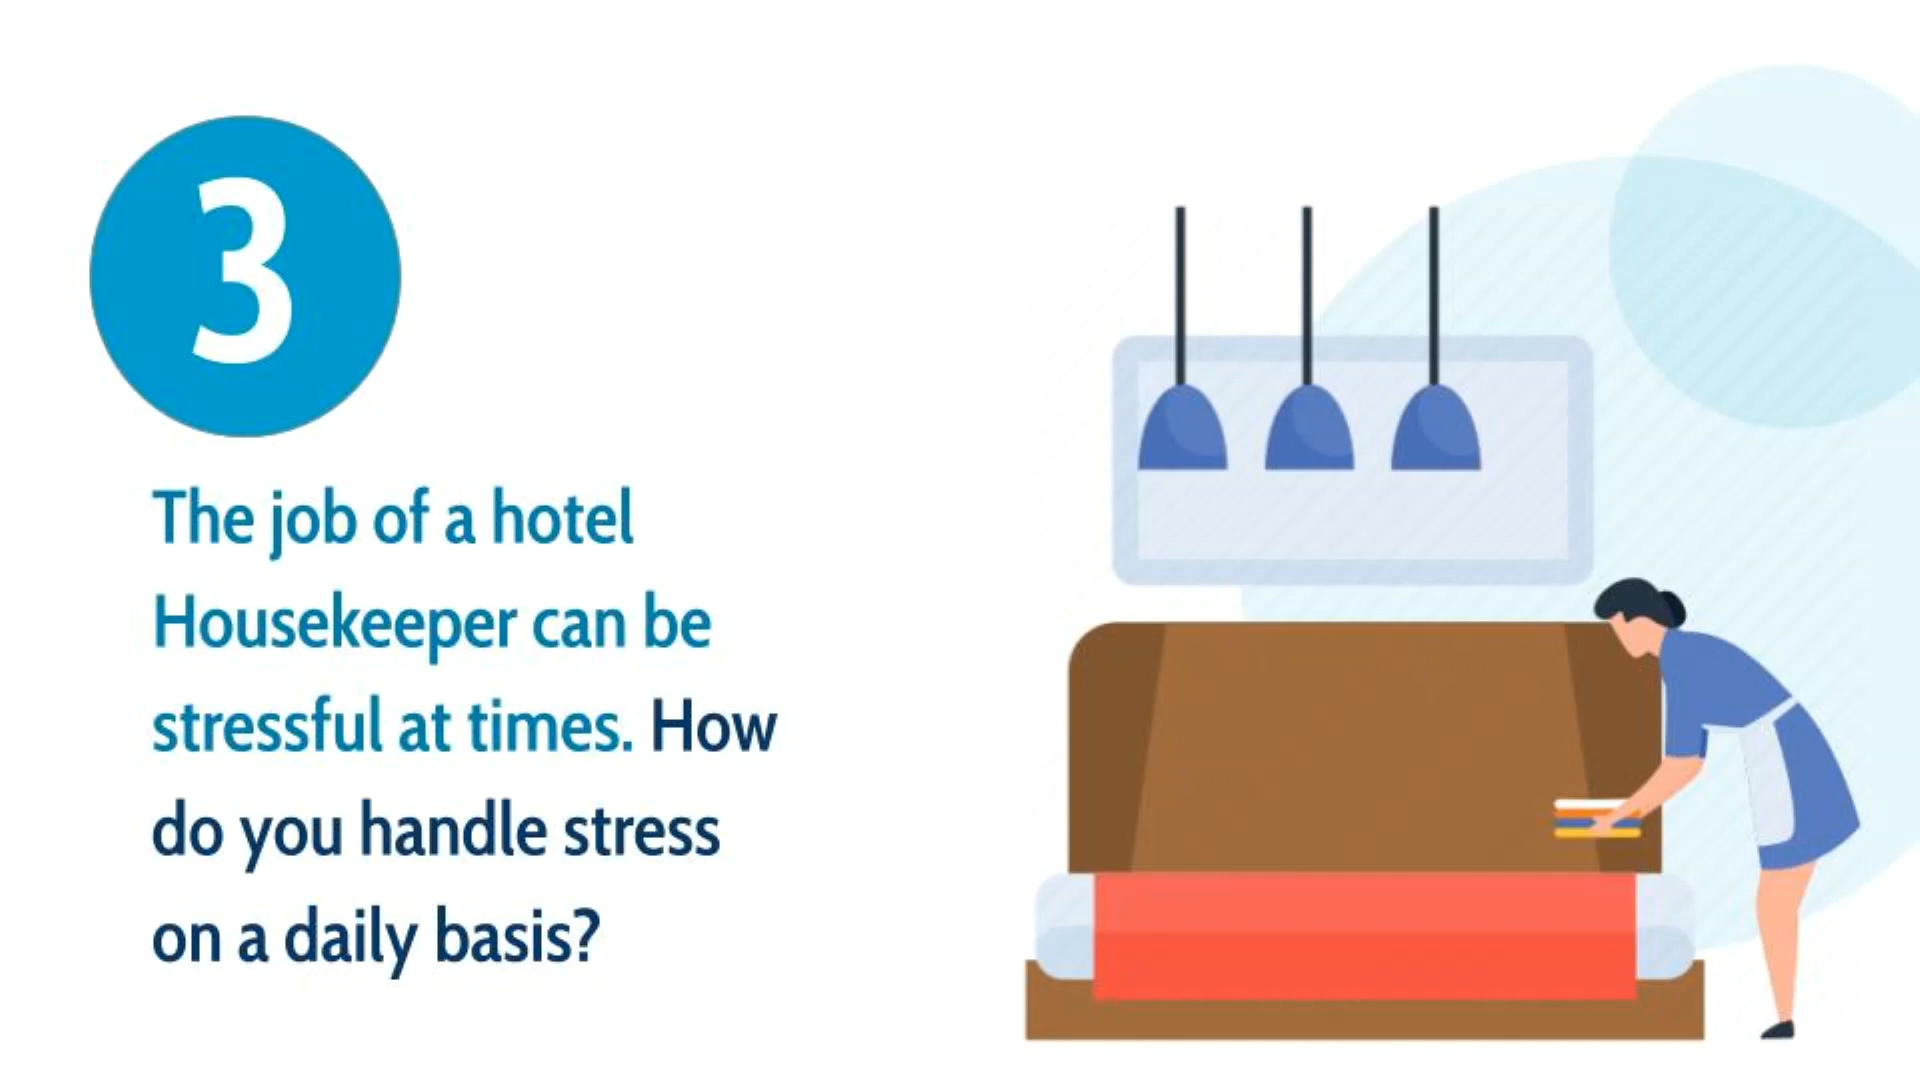 3
The job of a hotel
Housekeeper can be
stressful at times. How
do you handle stress
on a daily basis?